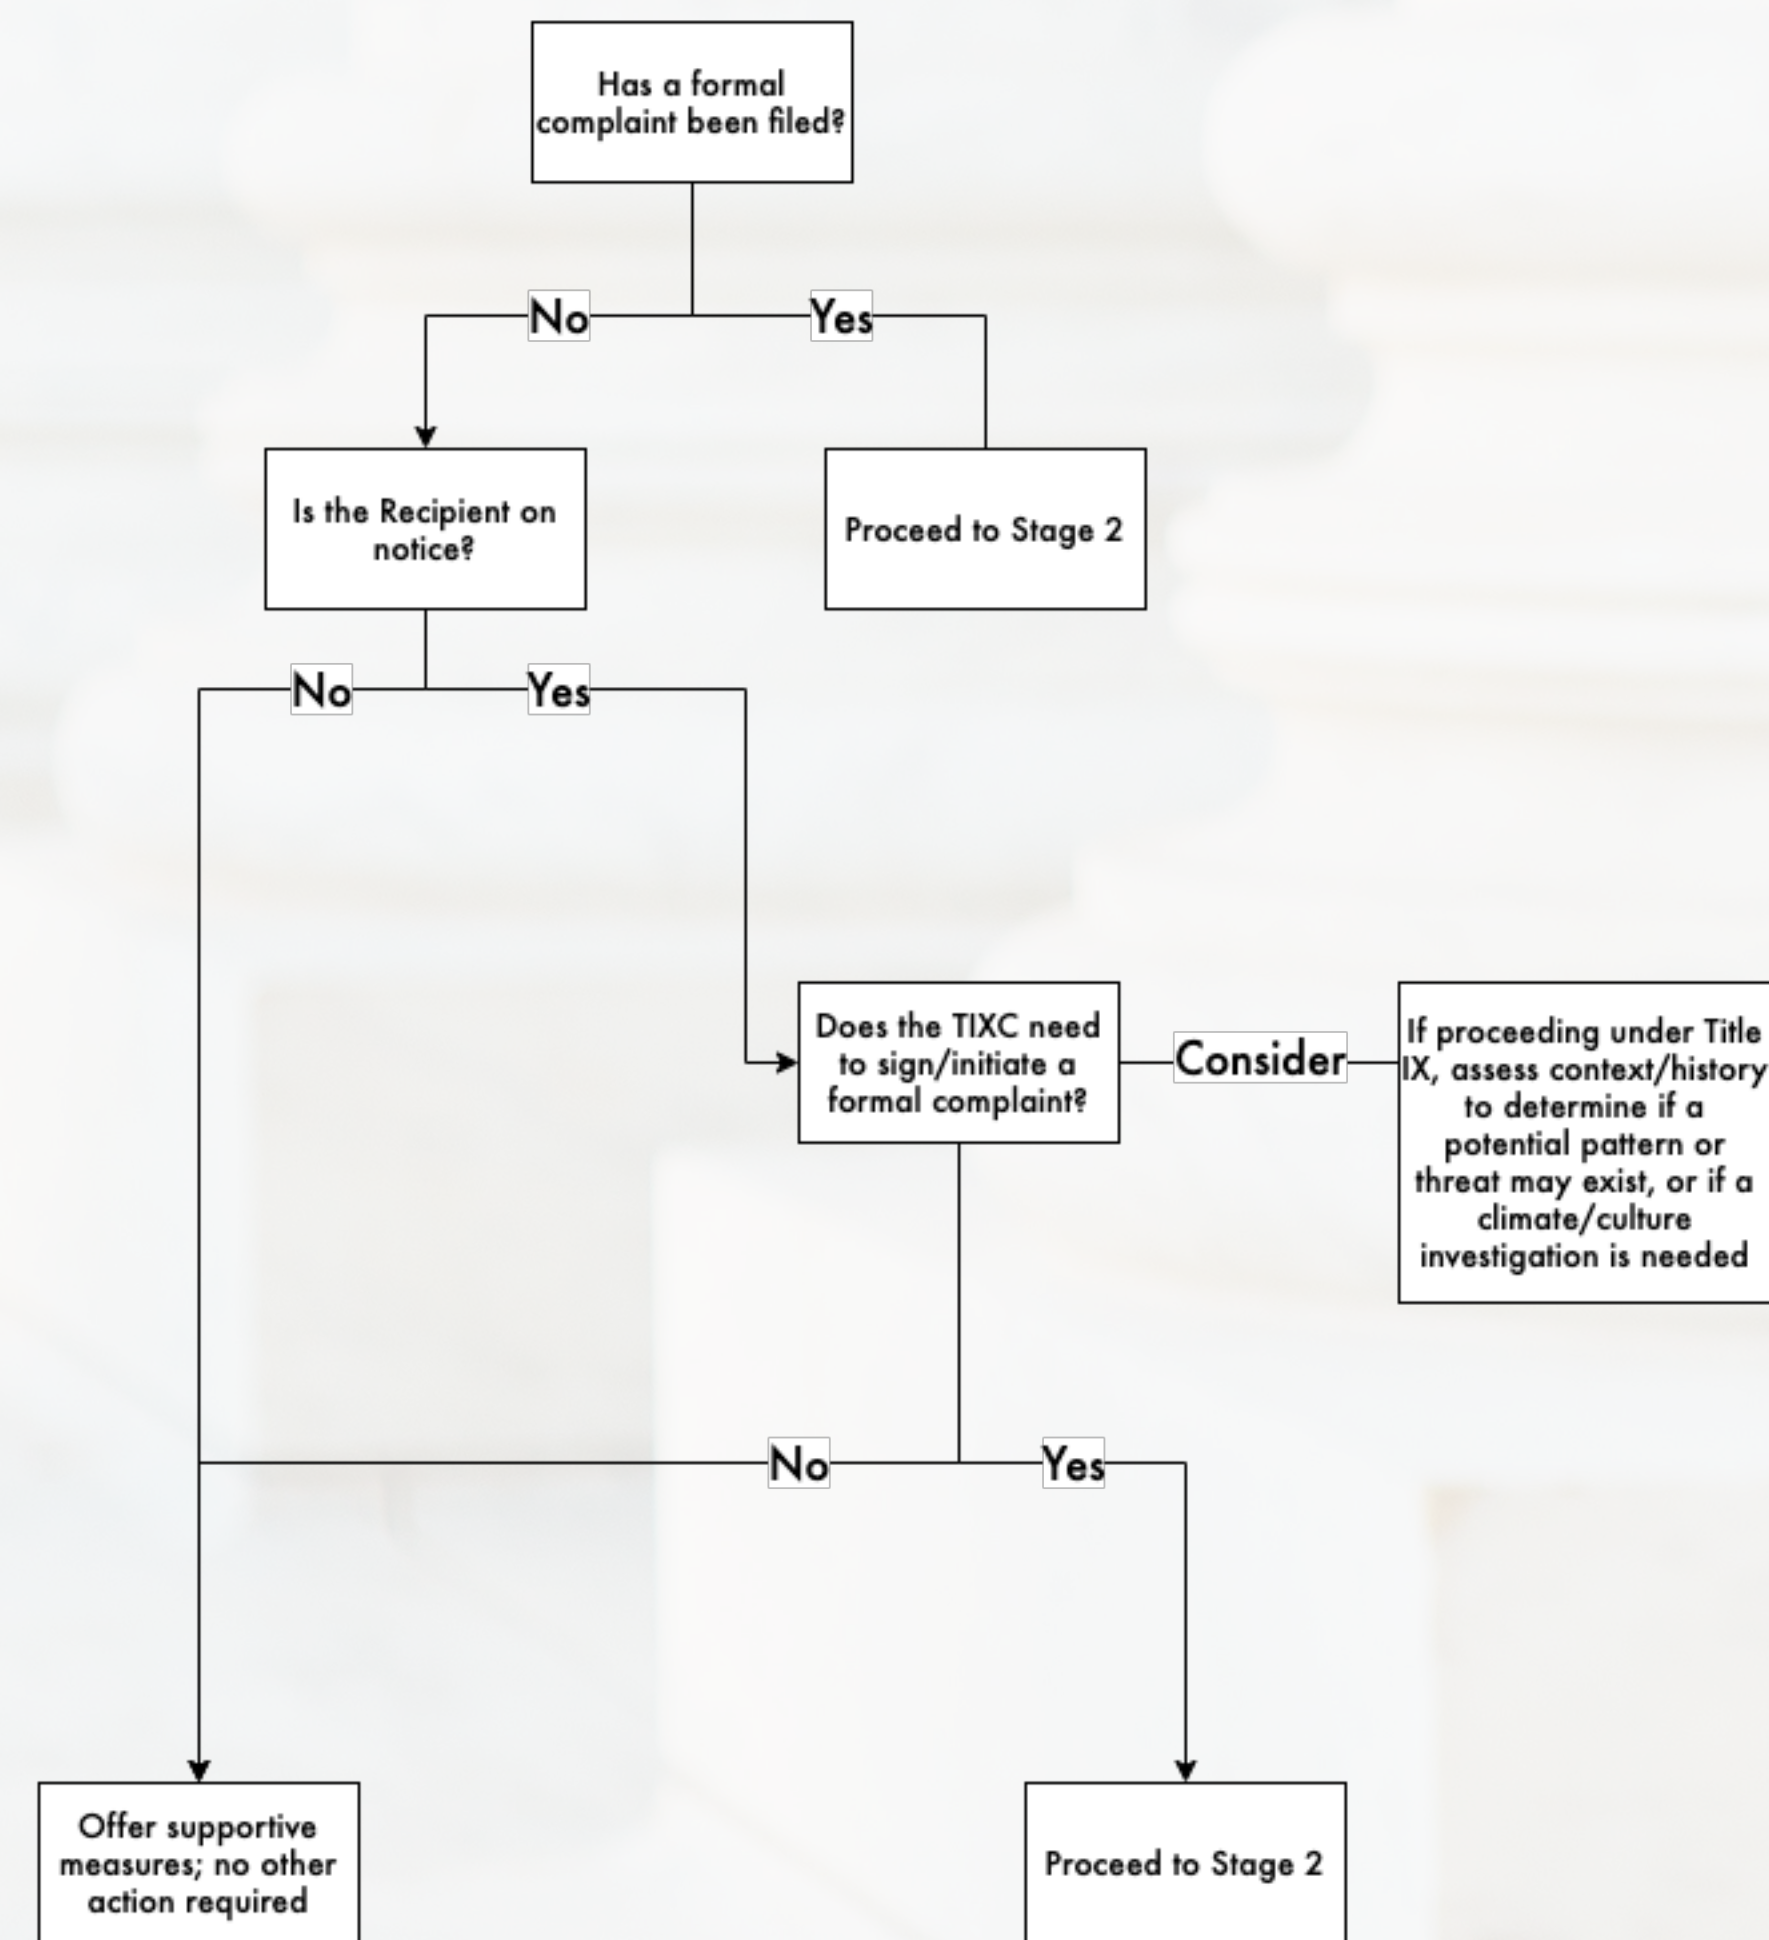 Has a formal
complaint been filed?
No
Yes
Is the Recipient on
notice?
Proceed to Stage 2
No
Yes
Does the TIXC need
to sign/initiate a
formal complaint?
Consider
If proceeding under Title
IX, assess context/history
to determine if a
potential pattern or
threat may exist, or if a
climate/culture
investigation is needed
No
Yes
Offer supportive
measures; no other
action required
Proceed to Stage 2